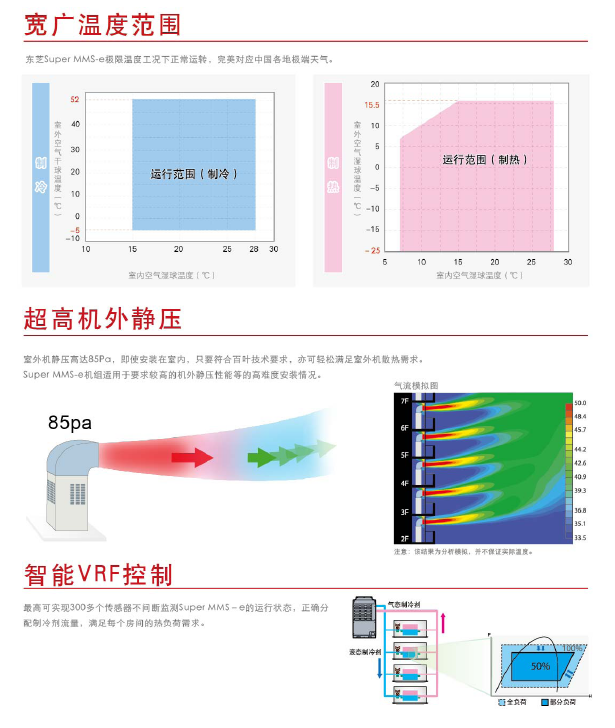 宽广温度范围
东芝Super MMS-e极限温度工况下正常运转，完美对应中国各地极端天气。
制冷
室外空气干球温度（℃）
52
40
30
20
10
0
-5
-10
运行范围（制冷）
10 15 20 25 28 30
室内空气湿球温度（℃）
制热
室外空气湿球温度（℃）
20
15.5
10
5
0
-5
-10
-15
-25
运行范围（制热）
5 10 15 20 25 30
室内空气湿球温度（℃）
超高机外静压
室外机静压高达85Pa，即使安装在室内，只要符合百叶技术要求，亦可轻松满足室外机散热需求。
Super MMS-e机组适用于要求较高的机外静压性能等的高难度安装情况。
85pa
气流模拟图
7F
6F
5F
4F
3F
2F
50.0
48.4
45.7
44.2
42.6
40.9
39.3
36.8
35.1
33.5
注意：该结果为分析模拟，并不保证实际温度。
智能VRF控制
最高可实现300多个传感器不间断监测Super MMS-e的运行状态，正确分
配制冷剂流量，满足每个房间的热负荷需求。
气态制冷剂
液态制冷剂
P
100%
50%
H
全负荷 部分负荷